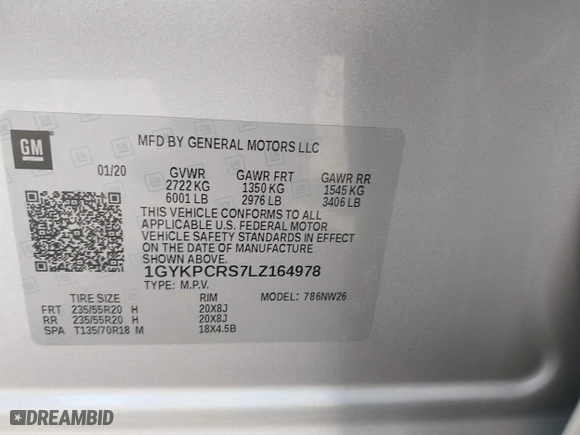 GM
MFD BY GENERAL MOTORS LLC
01/20 GVWR GAWR FRT GAWR RR
2722 KG 1350 KG 1545 KG
6001 LB 2976 LB 3406 LB
THIS VEHICLE CONFORMS TO ALL
APPLICABLE U.S. FEDERAL MOTOR
VEHICLE SAFETY STANDARDS IN EFFECT
ON THE DATE OF MANUFACTURE
SHOWN ABOVE.
1GYKPCRS7LZ164978
TYPE: M.P.V. MODEL: 786NW26
TIRE SIZE RIM
FRT 235/55R20 H 20X8J
RR 235/55R20 H 20X8J
SPA T135/70R18 M 18X4.5B
DREAMBID